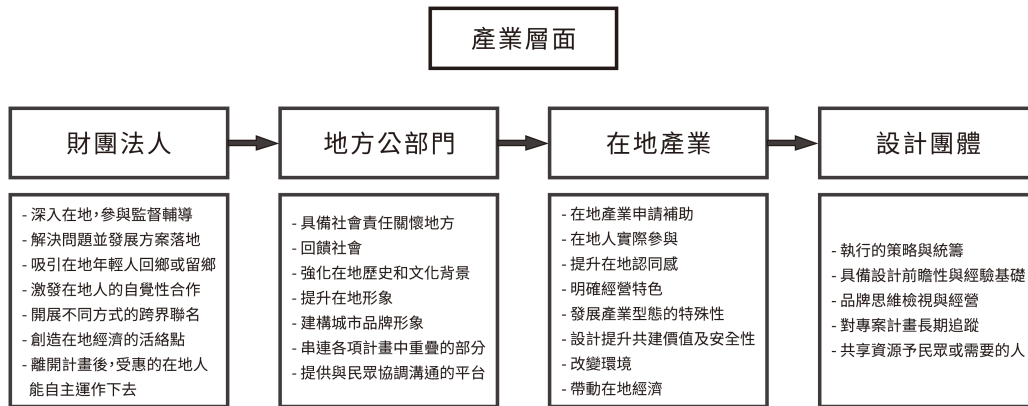 產業層面
財團法人
- 深入在地，參與監督輔導
- 解決問題並發展方案落地
- 吸引在地年輕人回鄉或留鄉
- 激發在地人的自覺性合作
- 開展不同方式的跨界聯名
- 創造在地經濟的活絡點
- 離開計畫後，受惠的在地人
能自主運作下去
地方公部門
- 具備社會責任關懷地方
- 回饋社會
- 強化在地歷史和文化背景
- 提升在地形象
- 建構城市品牌形象
- 串連各項計畫中重疊的部分
- 提供與民眾協調溝通的平台
在地產業
- 在地產業申請補助
- 在地人實際參與
- 提升在地認同感
- 明確經營特色
- 發展產業型態的特殊性
- 設計提升共建價值及安全性
- 改變環境
- 帶動在地經濟
設計團體
- 執行的策略與統籌
- 具備設計前瞻性與經驗基礎
- 品牌思維檢視與經營
- 對專案計畫長期追蹤
- 共享資源予民眾或需要的人